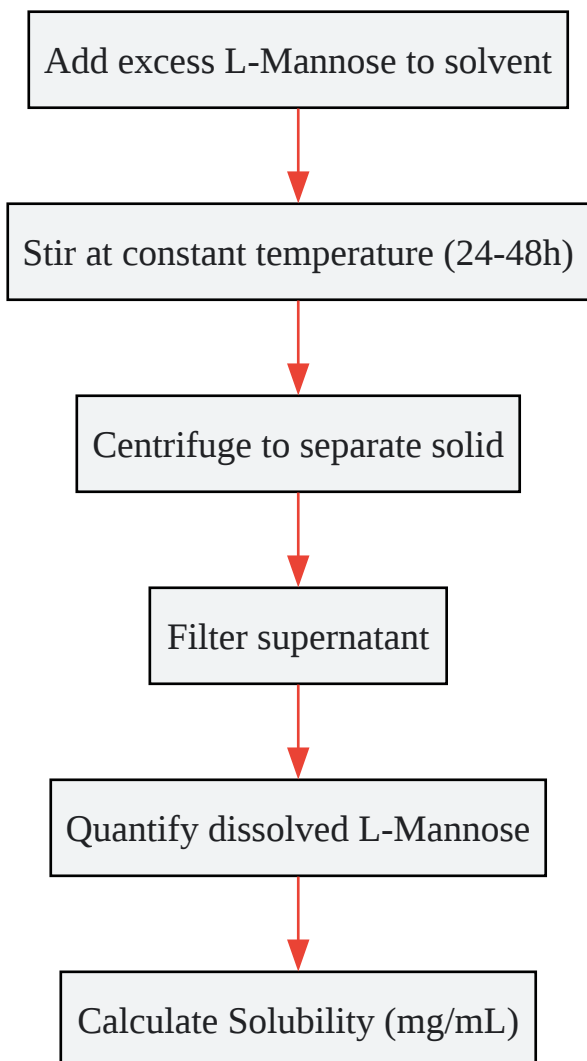 Add excess L-Mannose to solvent
Stir at constant temperature (24-48h)
Centrifuge to separate solid
Filter supernatant
Quantify dissolved L-Mannose
Calculate Solubility (mg/mL)